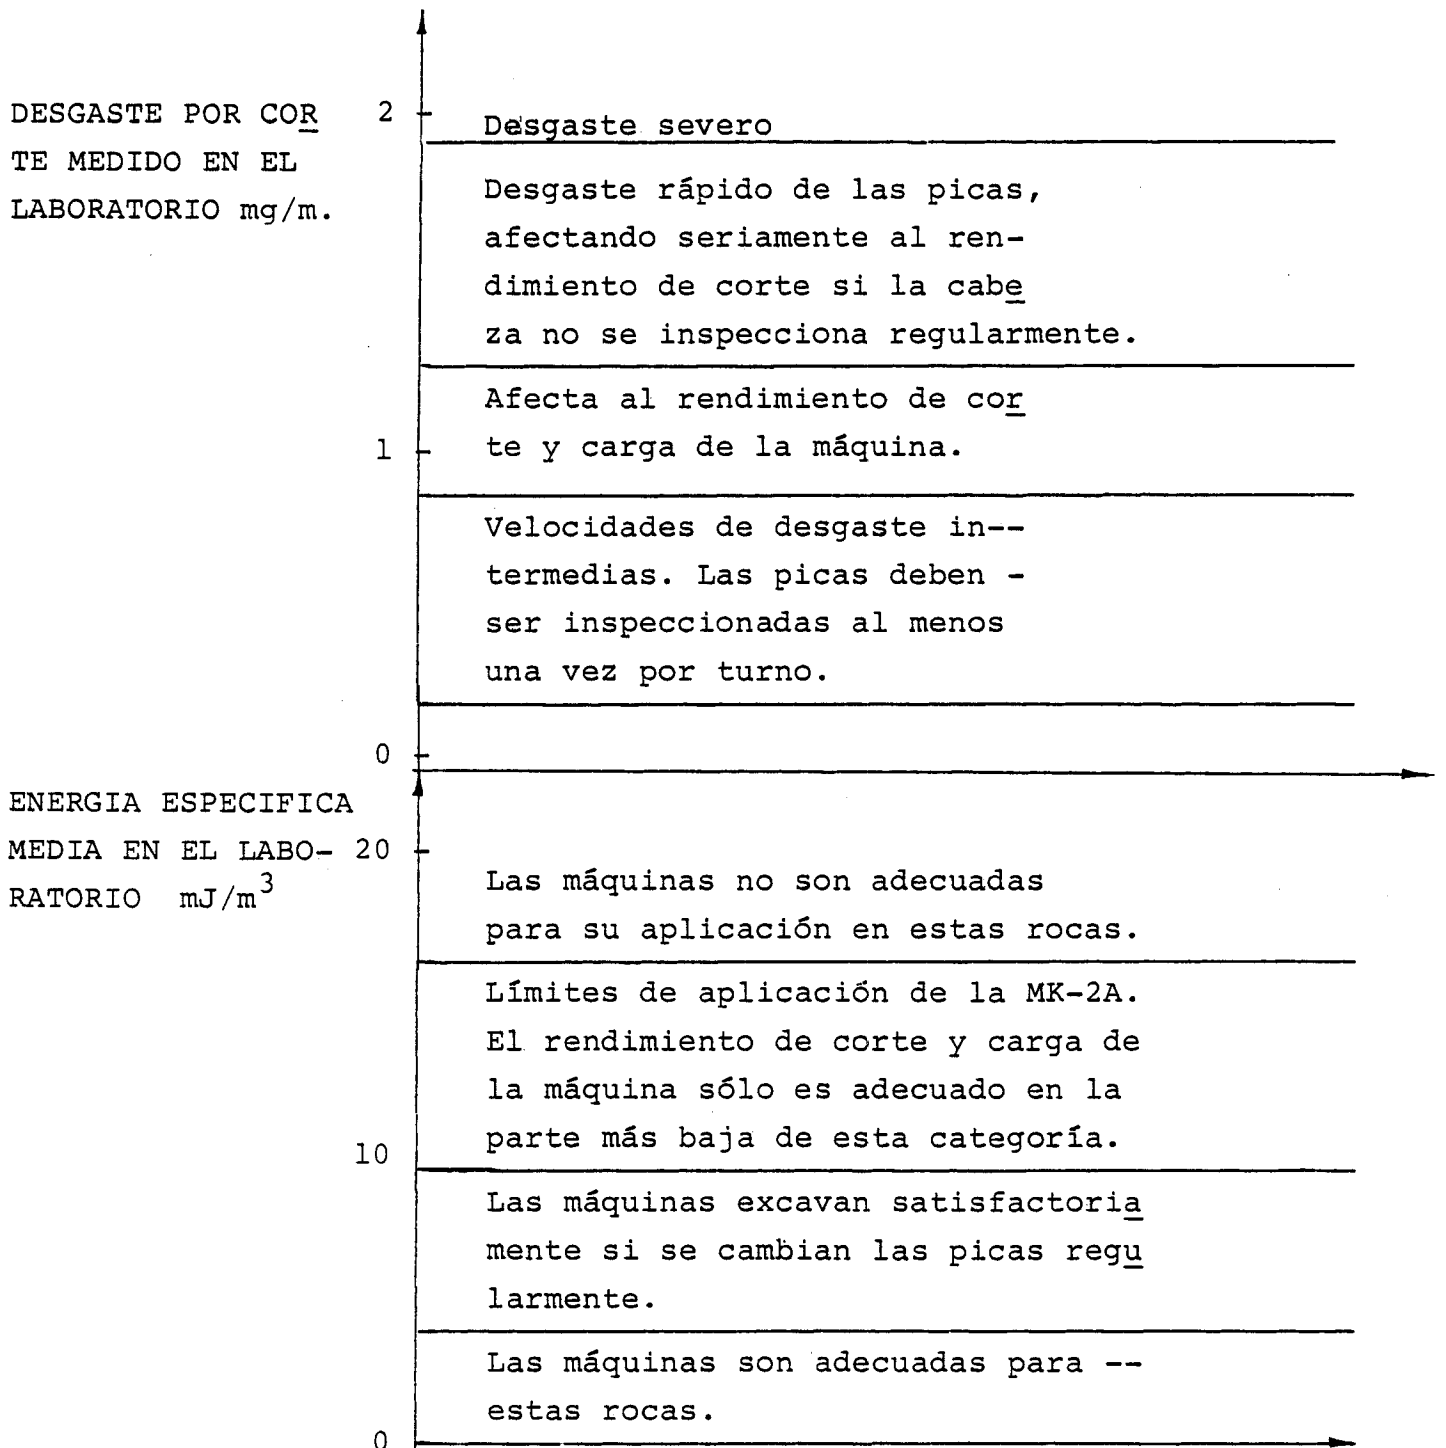 DESGASTE POR COR
TE MEDIDO EN EL
LABORATORIO mg/m.
2
Desgaste severo
Desgaste rápido de las picas,
afectando seriamente al ren-
dimiento de corte si la cabe
za no se inspecciona regularmente.
Afecta al rendimiento de cor
1
te y carga de la máquina.
Velocidades de desgaste in--
termedias. Las picas deben -
ser inspeccionadas al menos
una vez por turno.
0
ENERGIA ESPECIFICA
MEDIA EN EL LABO-
RATORIO mJ/m³
20
Las máquinas no son adecuadas
para su aplicación en estas rocas.
Límites de aplicación de la MK-2A.
El rendimiento de corte y carga de
la máquina sólo es adecuado en la
parte más baja de esta categoría.
10
Las máquinas excavan satisfactoria
mente si se cambian las picas regu
larmente.
Las máquinas son adecuadas para --
estas rocas.
0